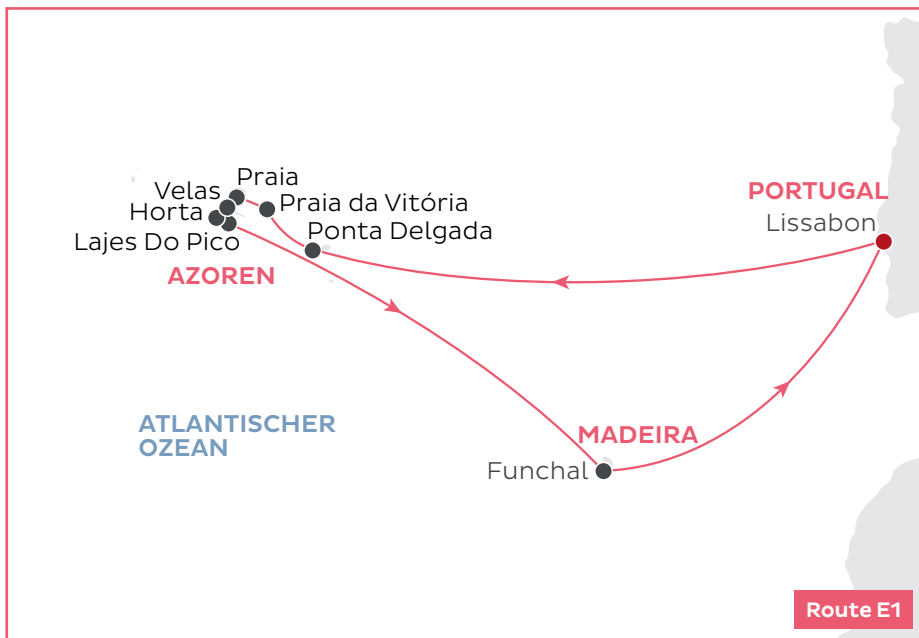 Praia
Velas
Praia da Vitória
Horta
Ponta Delgada
Lajes Do Pico
AZOREN
PORTUGAL
Lissabon
ATLANTISCHER
OZEAN
MADEIRA
Funchal
Route E1